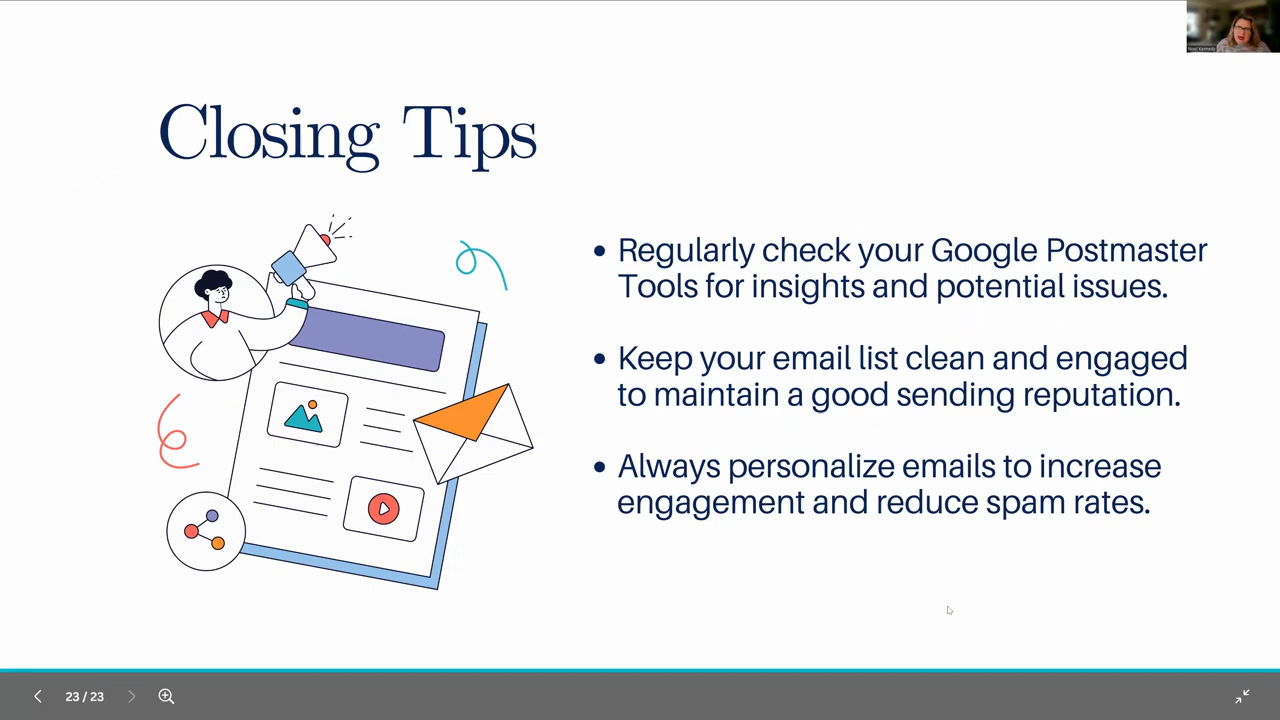 Closing Tips
• Regularly check your Google Postmaster
Tools for insights and potential issues.
• Keep your email list clean and engaged
to maintain a good sending reputation.
• Always personalize emails to increase
engagement and reduce spam rates.
23 / 23